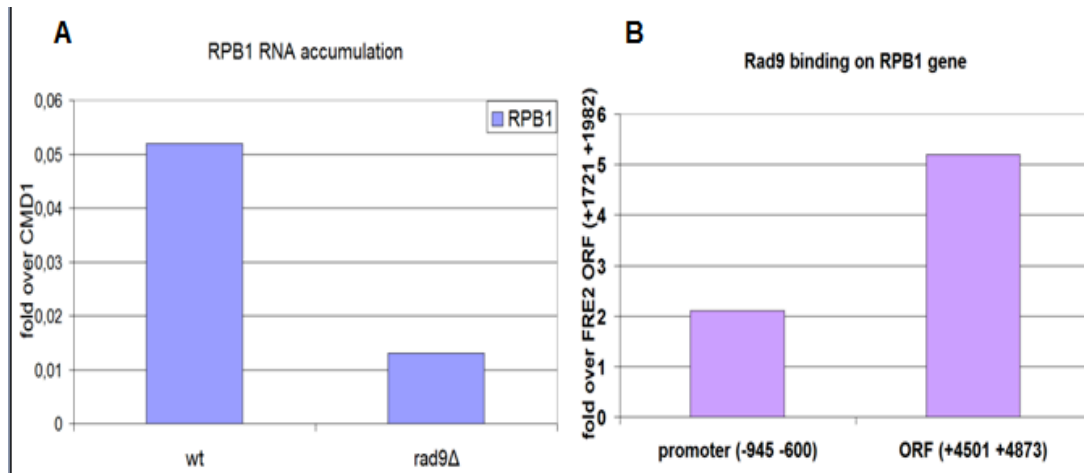 A
RPB1 RNA accumulation
RPB1
fold over CMD1
0,06
0,05
0,04
0,03
0,02
0,01
0
wt
rad9Δ
B
Rad9 binding on RPB1 gene
fold over FRE2 ORF (+1721 +1982)
6
5
4
3
2
1
0
promoter (-945 -600)
ORF (+4501 +4873)